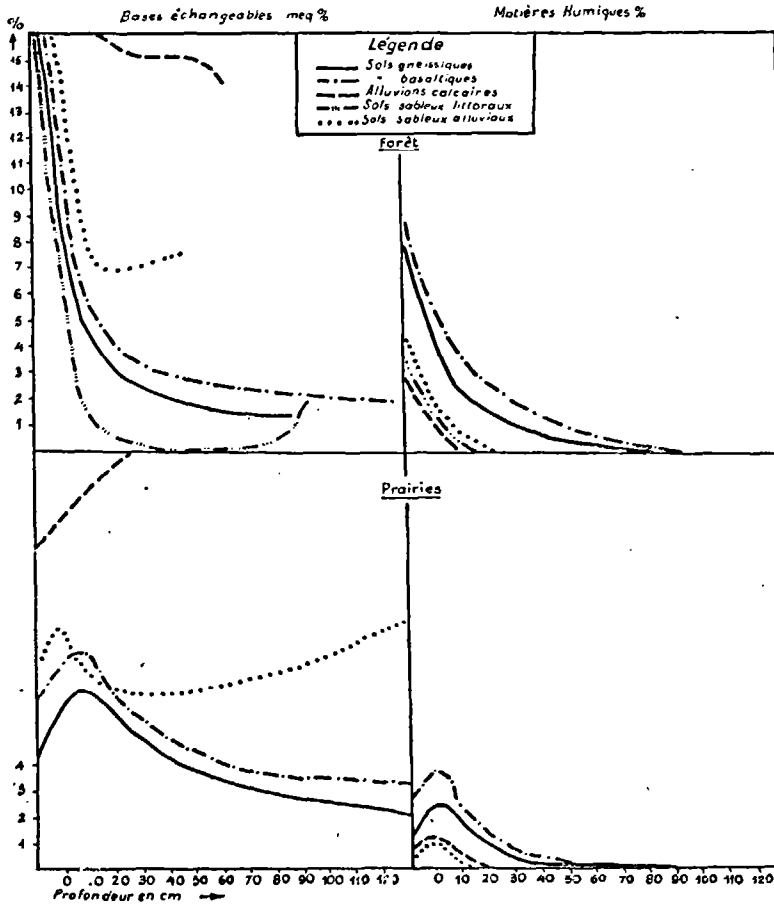 Bases échangeables meq %
Matières Humiques %
%
Légende
Sols gneissiques
" basaltiques
Alluvions calcaires
Sols sableux littoraux
Sols sableux alluviaux
Forêt
15
14
13
12
11
10
9
8
7
6
5
4
3
2
1
Prairies
4
3
2
1
0 10 20 30 40 50 60 70 80 90 100 110 120
0 10 20 30 40 50 60 70 80 90 100 110 120
Profondeur en cm